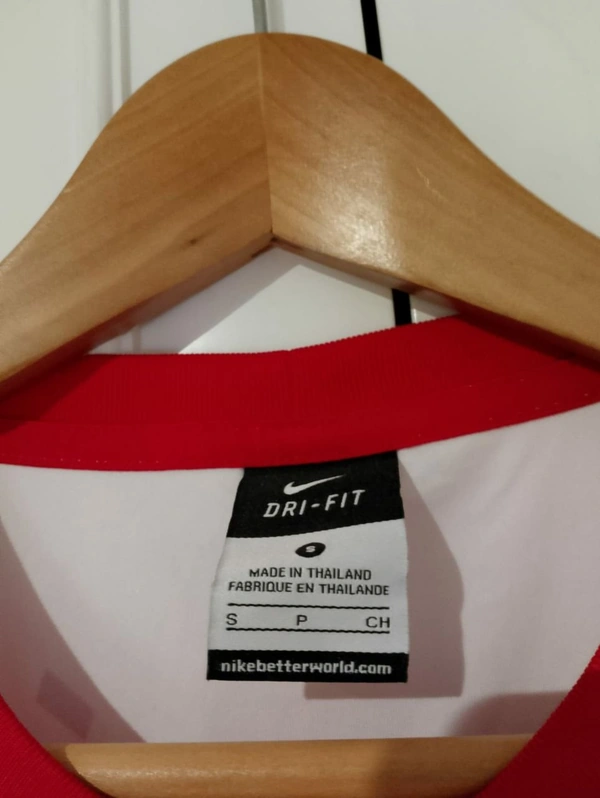 DRI-FIT
S
MADE IN THAILAND
FABRIQUE EN THAILANDE
S P CH
nikebetterworld.com